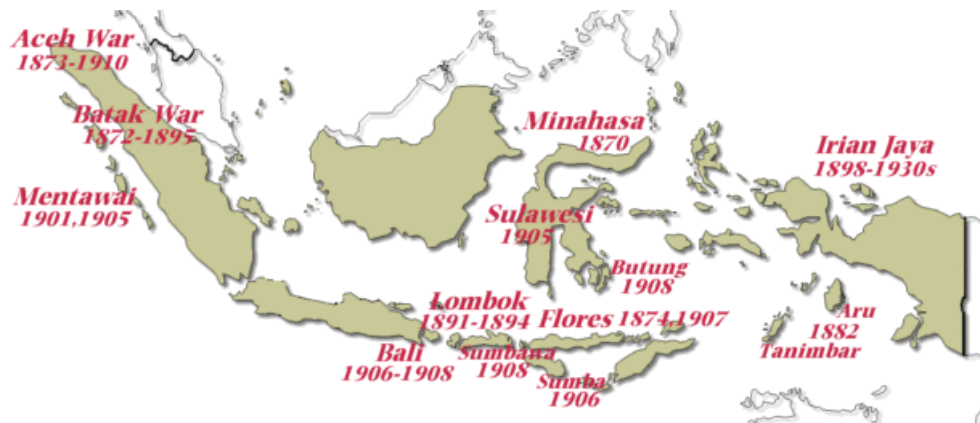 Aceh War
1873-1910
Batak War
1872-1895
Mentawai
1901,1905
Minahasa
1870
Irian Jaya
1898-1930s
Sulawesi
1905
Butung
1908
Lombok
1891-1894
Flores 1874,1907
Aru
1882
Tanimbar
Bali
1906-1908
Sumbawa
1908
Sumba
1906